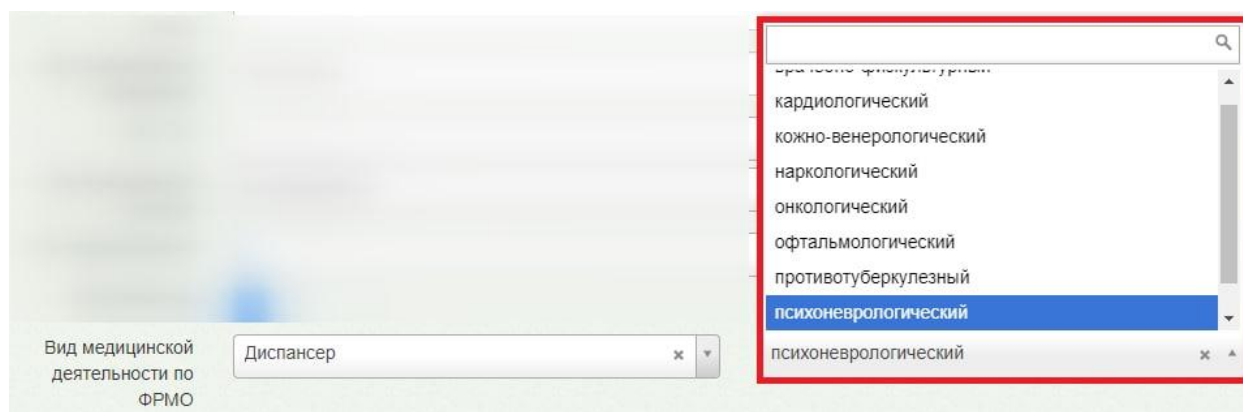 кардиологический
кожно-венерологический
наркологический
онкологический
офтальмологический
противотуберкулезный
психоневрологический
Вид медицинской
деятельности по
ФРМО
Диспансер
психоневрологический